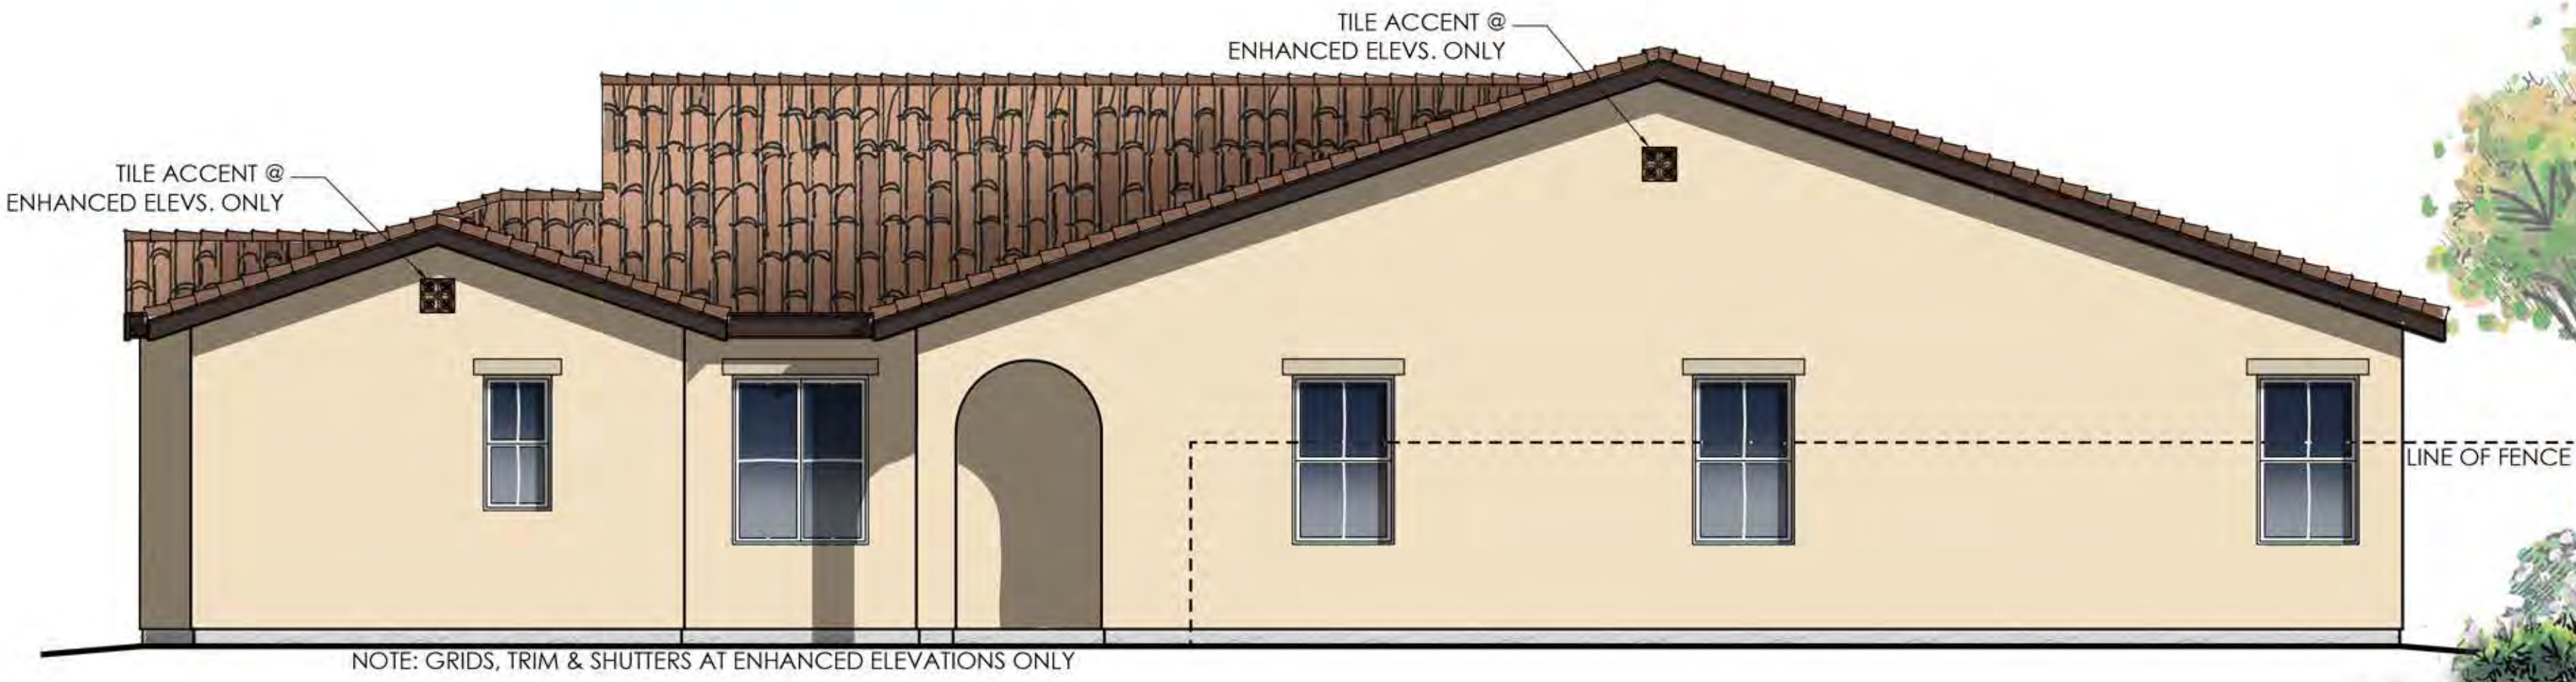 TILE ACCENT @
ENHANCED ELEVS. ONLY
TILE ACCENT @
ENHANCED ELEVS. ONLY
LINE OF FENCE
NOTE: GRIDS, TRIM & SHUTTERS AT ENHANCED ELEVATIONS ONLY